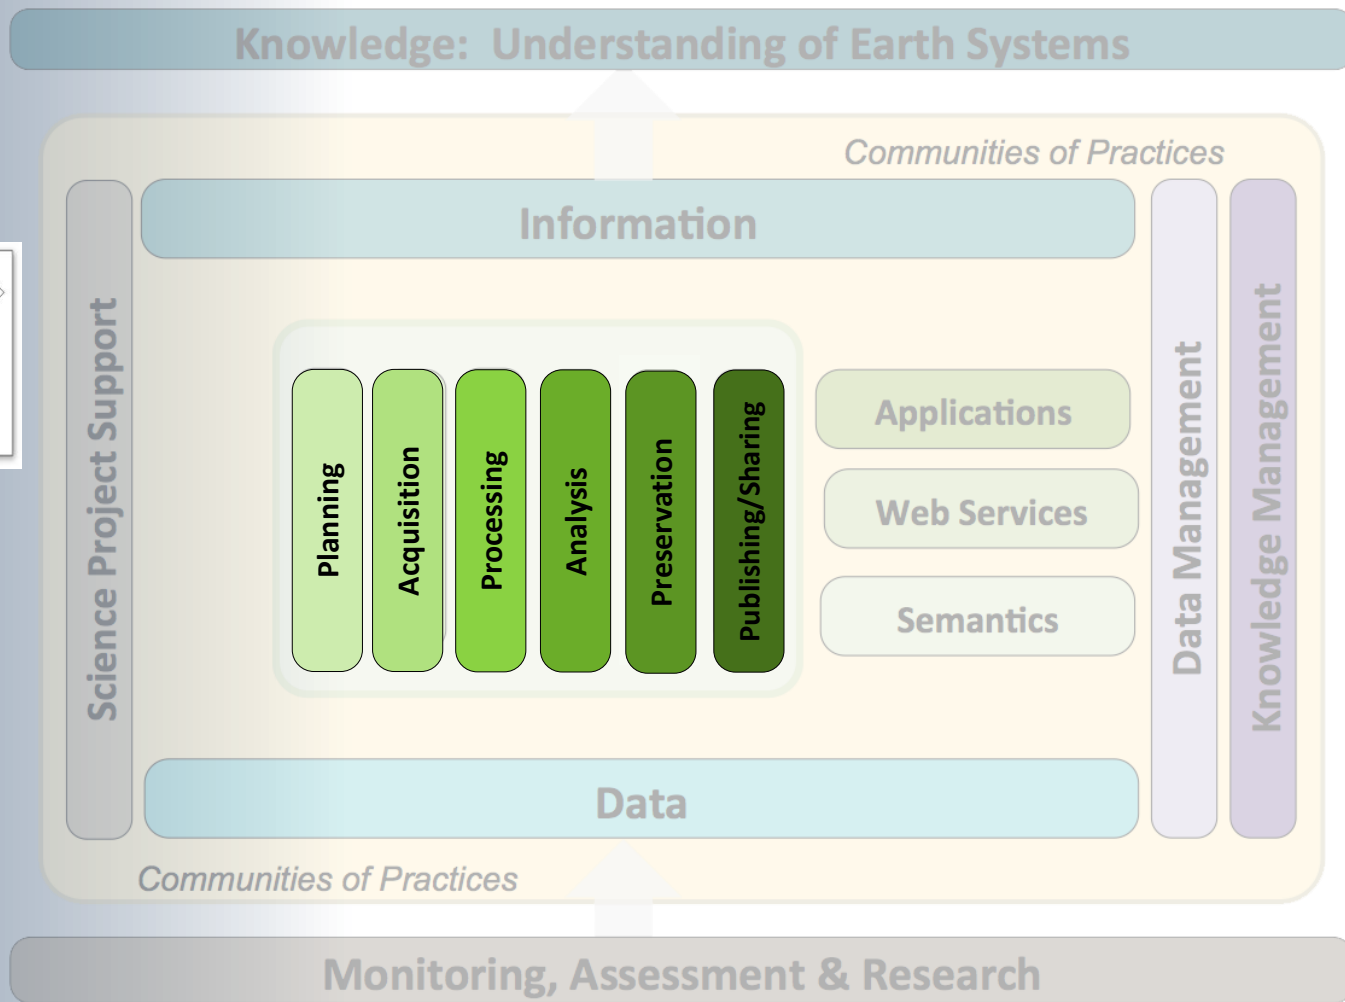 Knowledge:  Understanding of Earth Systems
Communities of Practices
Science Project Support
Information
Planning
Acquisition
Processing
Analysis
Preservation
Publishing/Sharing
Applications
Web Services
Semantics
Data Management
Knowledge Management
Data
Communities of Practices
Monitoring, Assessment & Research